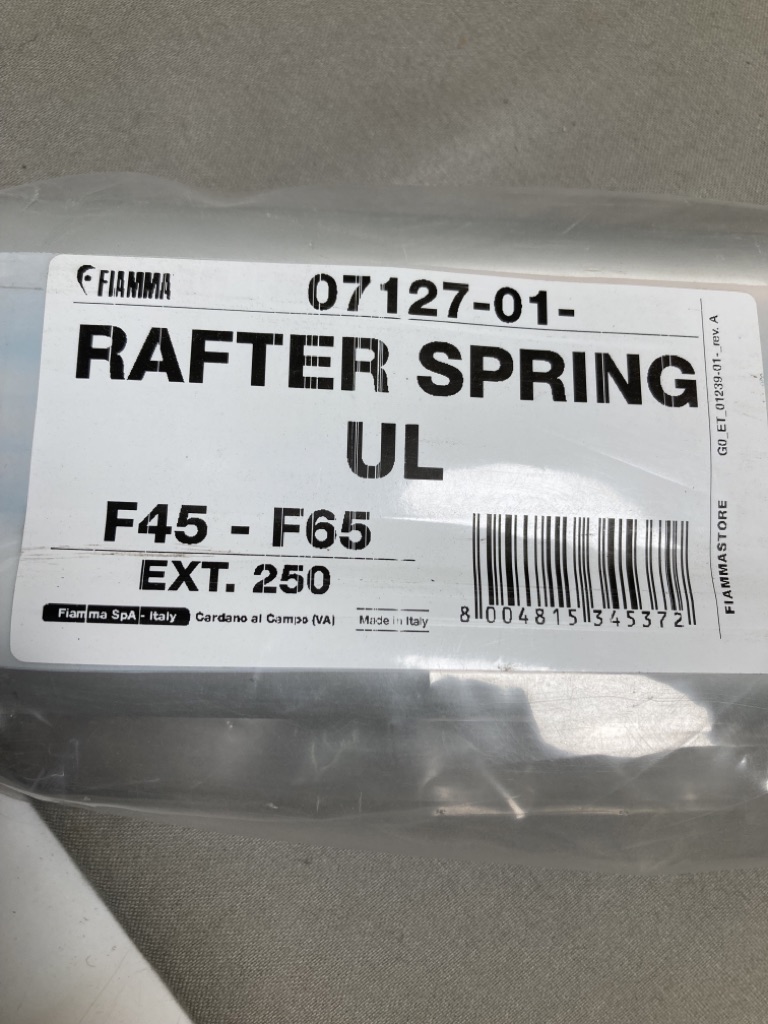 FIAMMA
07127-01-
RAFTER SPRING
UL
F45 - F65
EXT. 250
Fiamma SpA - Italy Cardano al Campo (VA) Made in Italy
8 004815 345372
FIAMMASTORE G0_ET_01239-01-_rev. A